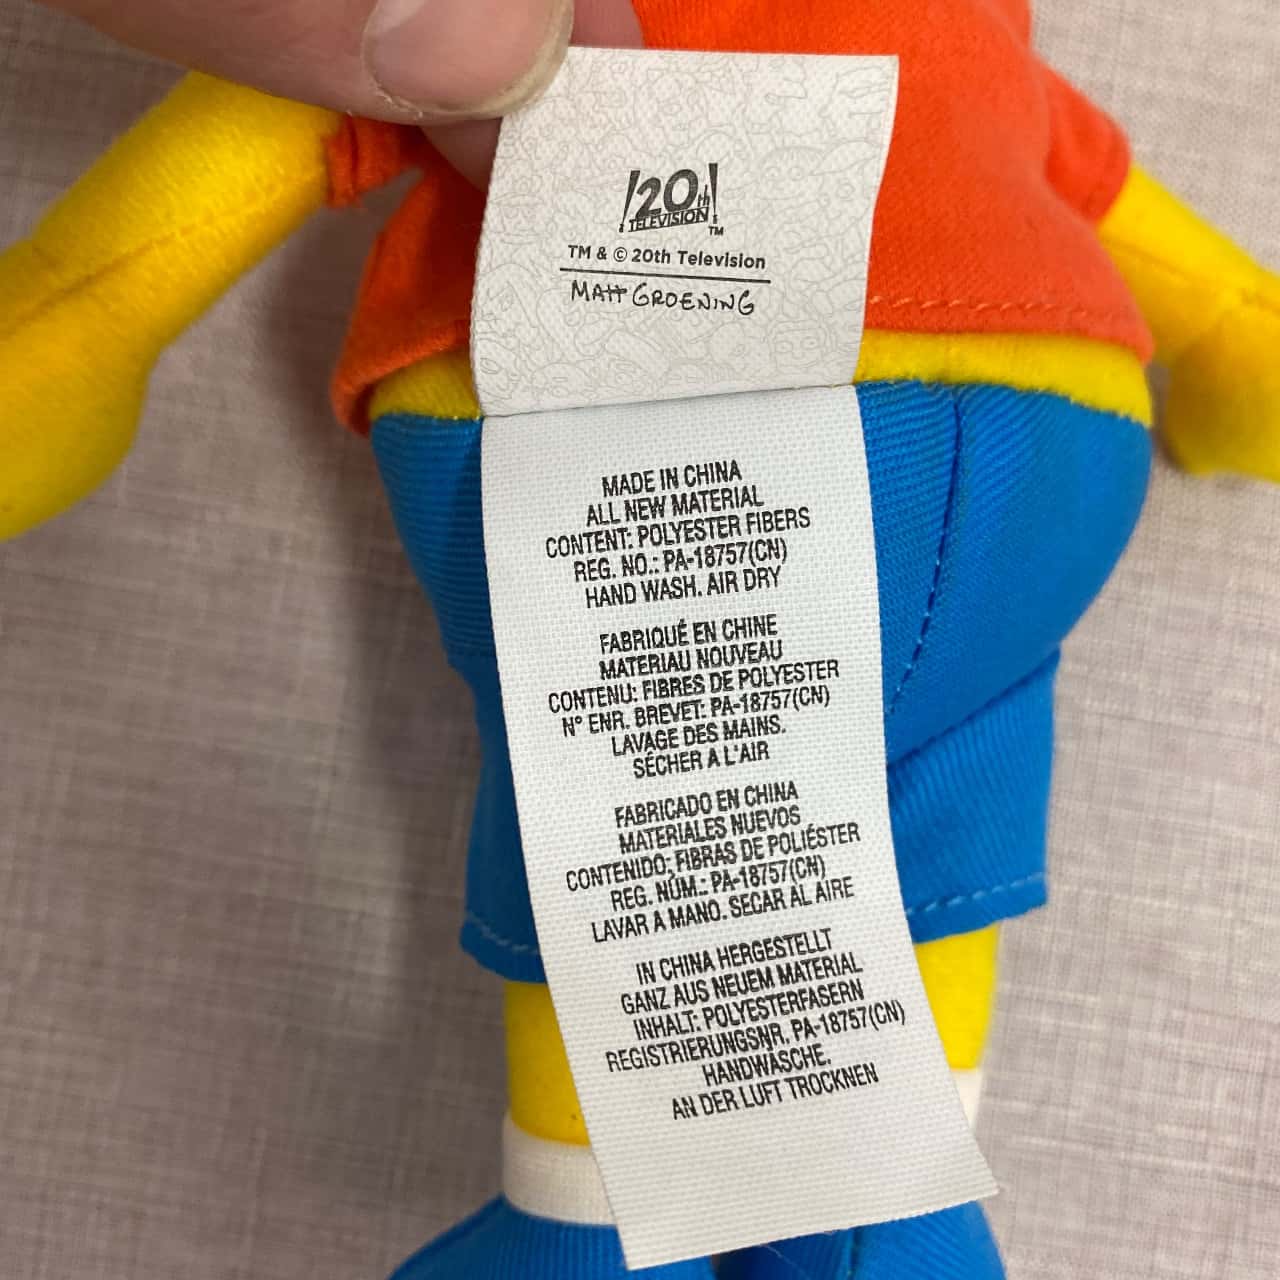 20th
TELEVISION
TM
TM & © 20th Television
MATT GROENING
MADE IN CHINA
ALL NEW MATERIAL
CONTENT: POLYESTER FIBERS
REG. NO.: PA-18757(CN)
HAND WASH. AIR DRY
FABRIQUÉ EN CHINE
MATERIAU NOUVEAU
CONTENU: FIBRES DE POLYESTER
N° ENR. BREVET: PA-18757(CN)
LAVAGE DES MAINS.
SÉCHER A L'AIR
FABRICADO EN CHINA
MATERIALES NUEVOS
CONTENIDO: FIBRAS DE POLIÉSTER
REG. NÚM.: PA-18757(CN)
LAVAR A MANO. SECAR AL AIRE
IN CHINA HERGESTELLT
GANZ AUS NEUEM MATERIAL
INHALT: POLYESTERFASERN
REGISTRIERUNGSNR. PA-18757(CN)
HANDWÄSCHE.
AN DER LUFT TROCKNEN